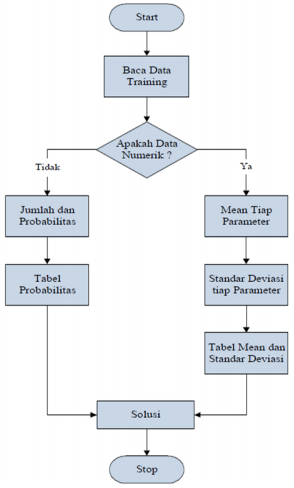 Start
Baca Data
Training
Apakah Data
Numerik ?
Tidak
Ya
Jumlah dan
Probabilitas
Mean Tiap
Parameter
Tabel
Probabilitas
Standar Deviasi
tiap Parameter
Tabel Mean dan
Standar Deviasi
Solusi
Stop